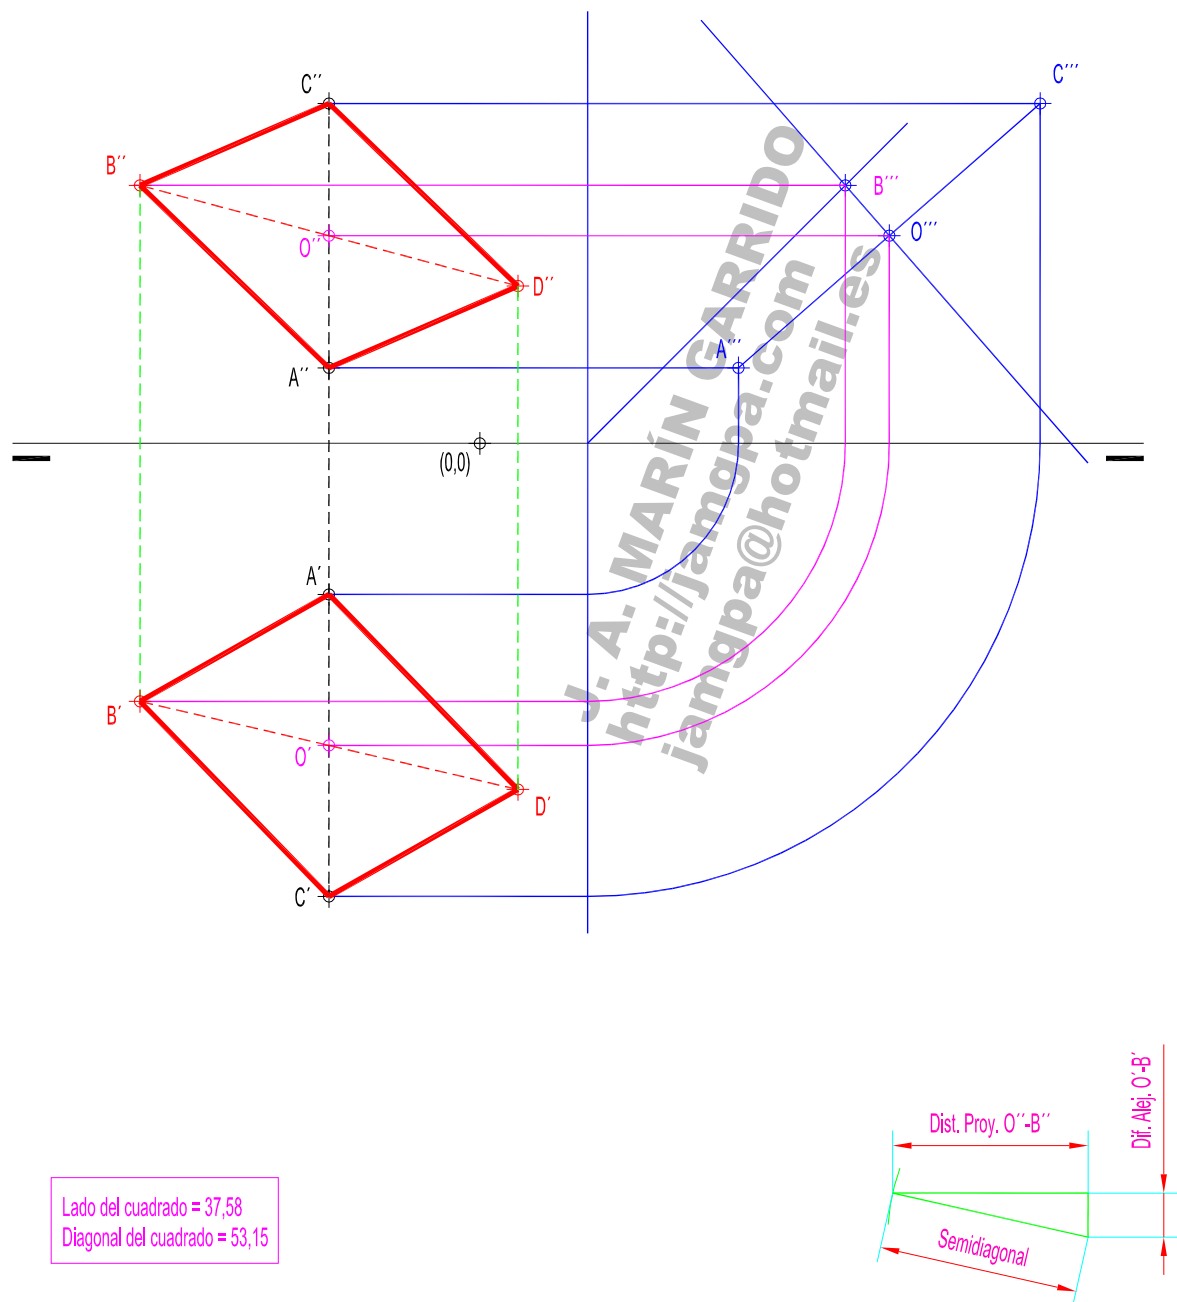 C´´
C´´´
B´´
B´´´
O´´
O´´´
D´´
A´´´
A´´
(0,0)
J. A. MARÍN GARRIDO
http://jamgpa.com
jamgpa@hotmail.es
A´
B´
O´
D´
C´
Dist. Proy. O´´-B´´
Dif. Alej. O´-B´
Semidiagonal
Lado del cuadrado = 37,58
Diagonal del cuadrado = 53,15